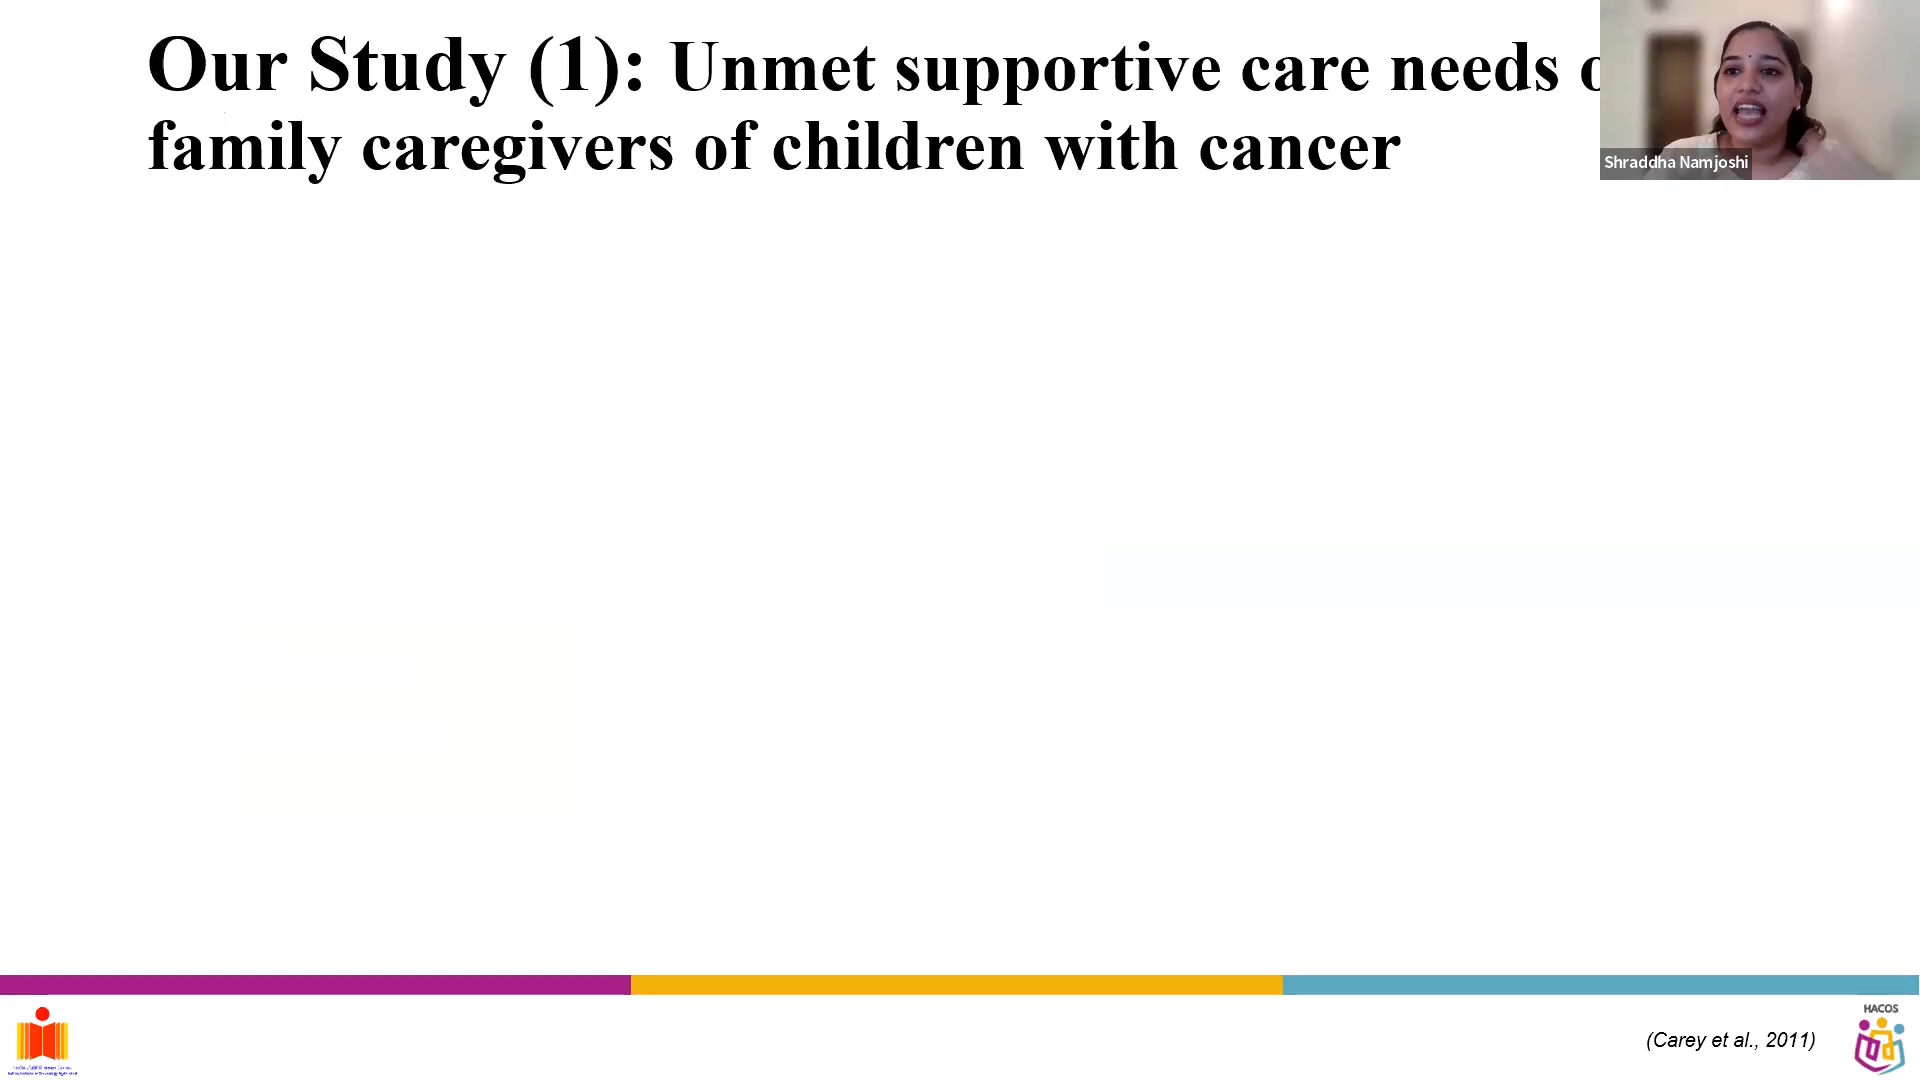 Our Study (1): Unmet supportive care needs
family caregivers of children with cancer
Shraddha Namjoshi
HACOS
(Carey et al., 2011)